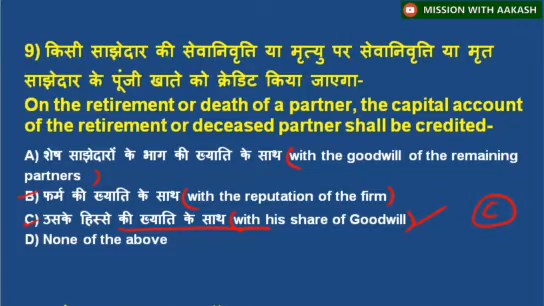 MISSION WITH AAKASH
9) किसी साझेदार की सेवानिवृत्ति या मृत्यु पर सेवानिवृत्ति या मृत
साझेदार के पूंजी खाते को क्रेडिट किया जाएगा-
On the retirement or death of a partner, the capital account
of the retirement or deceased partner shall be credited-
A) शेष साझेदारों के भाग की ख्याति के साथ (with the goodwill of the remaining
partners )
B) फर्म की ख्याति के साथ (with the reputation of the firm)
C) उसके हिस्से की ख्याति के साथ (with his share of Goodwill)
C
D) None of the above